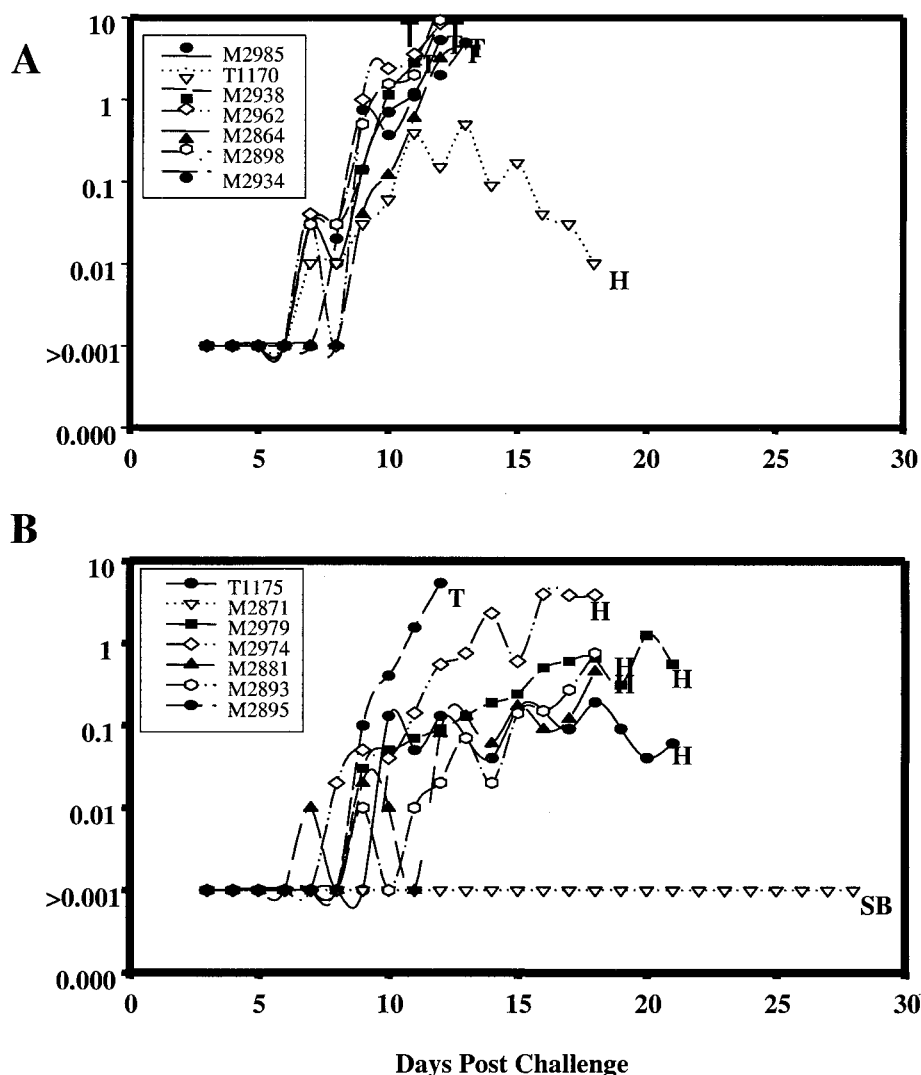 A
10
1
0.1
0.01
>0.001
0.000
M2985
T1170
M2938
M2962
M2864
M2898
M2934
T
T
T
T
T
H
0
5
10
15
20
25
30
B
10
1
0.1
0.01
>0.001
0.000
T1175
M2871
M2979
M2974
M2881
M2893
M2895
T
H
H
H
H
H
SB
0
5
10
15
20
25
30
Days Post Challenge